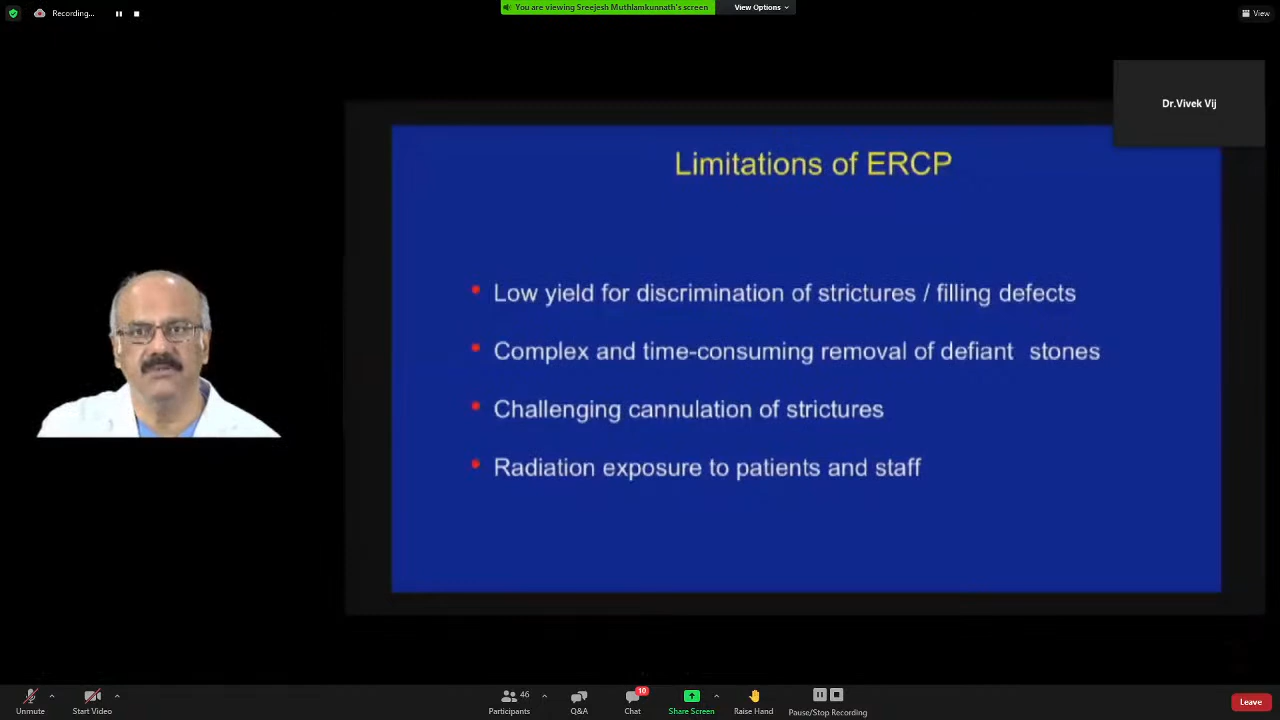 Recording...
You are viewing Sreejesh Muthlamkunnath's screen
View Options
View
Dr.Vivek Vij
Limitations of ERCP
Low yield for discrimination of strictures / filling defects
Complex and time-consuming removal of defiant stones
Challenging cannulation of strictures
Radiation exposure to patients and staff
Unmute
Start Video
46
Participants
Q&A
10
Chat
Share Screen
Raise Hand
Pause/Stop Recording
Leave